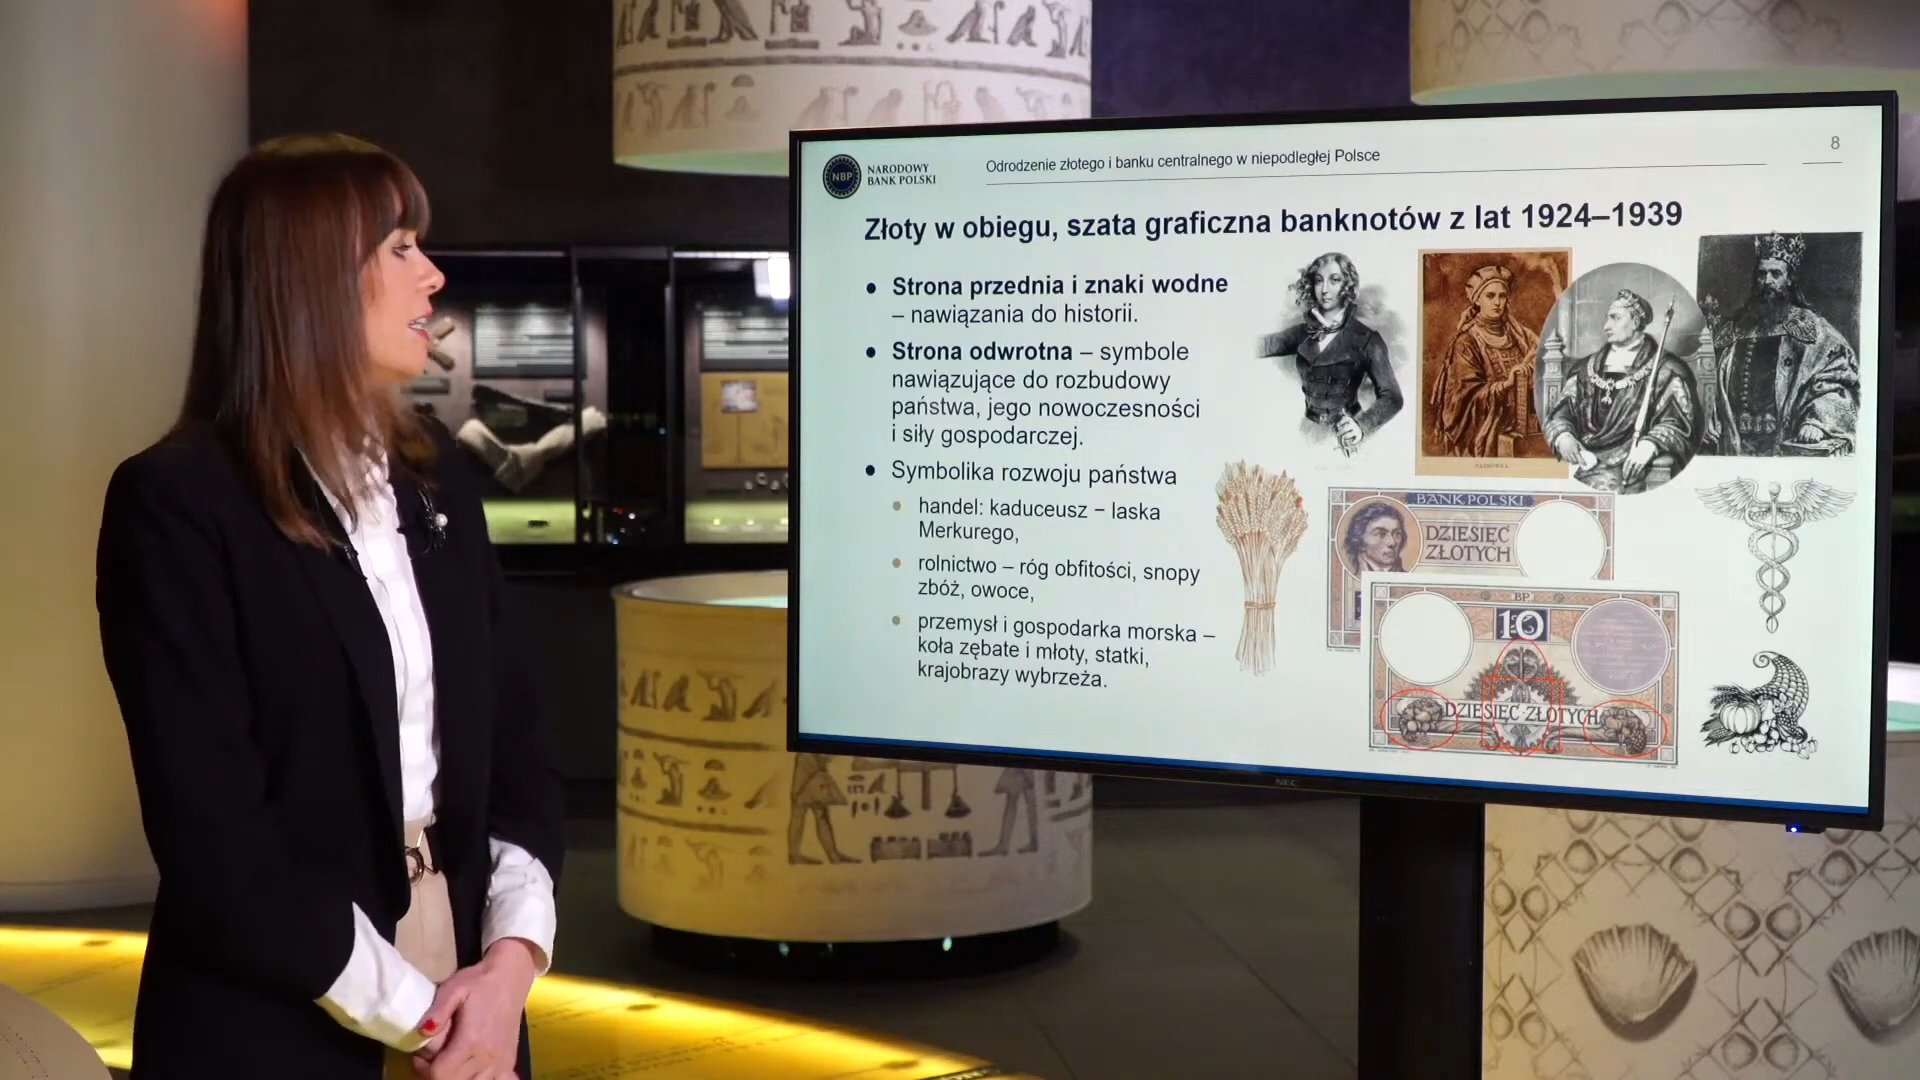 NBP
NARODOWY
BANK POLSKI
Odrodzenie złotego i banku centralnego w niepodległej Polsce
8
Złoty w obiegu, szata graficzna banknotów z lat 1924–1939
• Strona przednia i znaki wodne
– nawiązania do historii.
• Strona odwrotna – symbole
nawiązujące do rozbudowy
państwa, jego nowoczesności
i siły gospodarczej.
• Symbolika rozwoju państwa
• handel: kaduceusz – laska
Merkurego,
• rolnictwo – róg obfitości, snopy
zbóż, owoce,
• przemysł i gospodarka morska –
koła zębate i młoty, statki,
krajobrazy wybrzeża.
BANK POLSKI
DZIESIĘĆ
ZŁOTYCH
BP
10
DZIESIĘĆ ZŁOTYCH
NEC